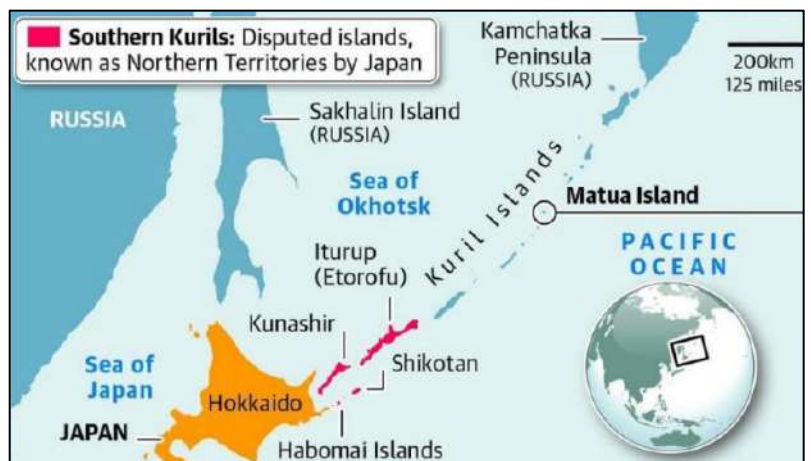 Southern Kurils: Disputed islands,
known as Northern Territories by Japan
Kamchatka
Peninsula
(RUSSIA)
200km
125 miles
RUSSIA
Sakhalin Island
(RUSSIA)
Sea of
Okhotsk
Kuril Islands
Matua Island
PACIFIC
OCEAN
Iturup
(Etorofu)
Kunashir
Shikotan
Sea of
Japan
Hokkaido
JAPAN
Habomai Islands